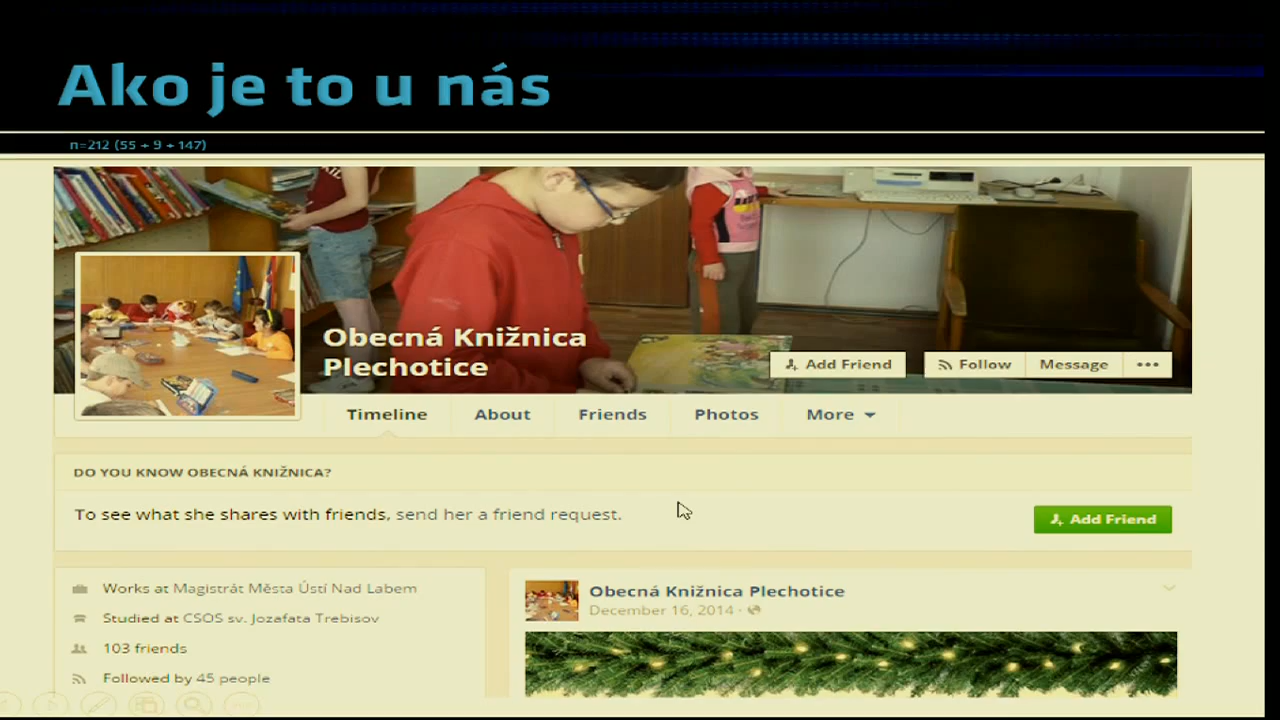 Ako je to u nás
n=212 (55 + 9 + 147)
Obecná Knižnica
Plechotice
Add Friend
Follow
Message
Timeline
About
Friends
Photos
More
DO YOU KNOW OBECNÁ KNIŽNICA?
To see what she shares with friends, send her a friend request.
Add Friend
Works at Magistrát Města Ústí Nad Labem
Studied at CSOS sv. Jozafata Trebisov
103 friends
Followed by 45 people
Obecná Knižnica Plechotice
December 16, 2014 ·